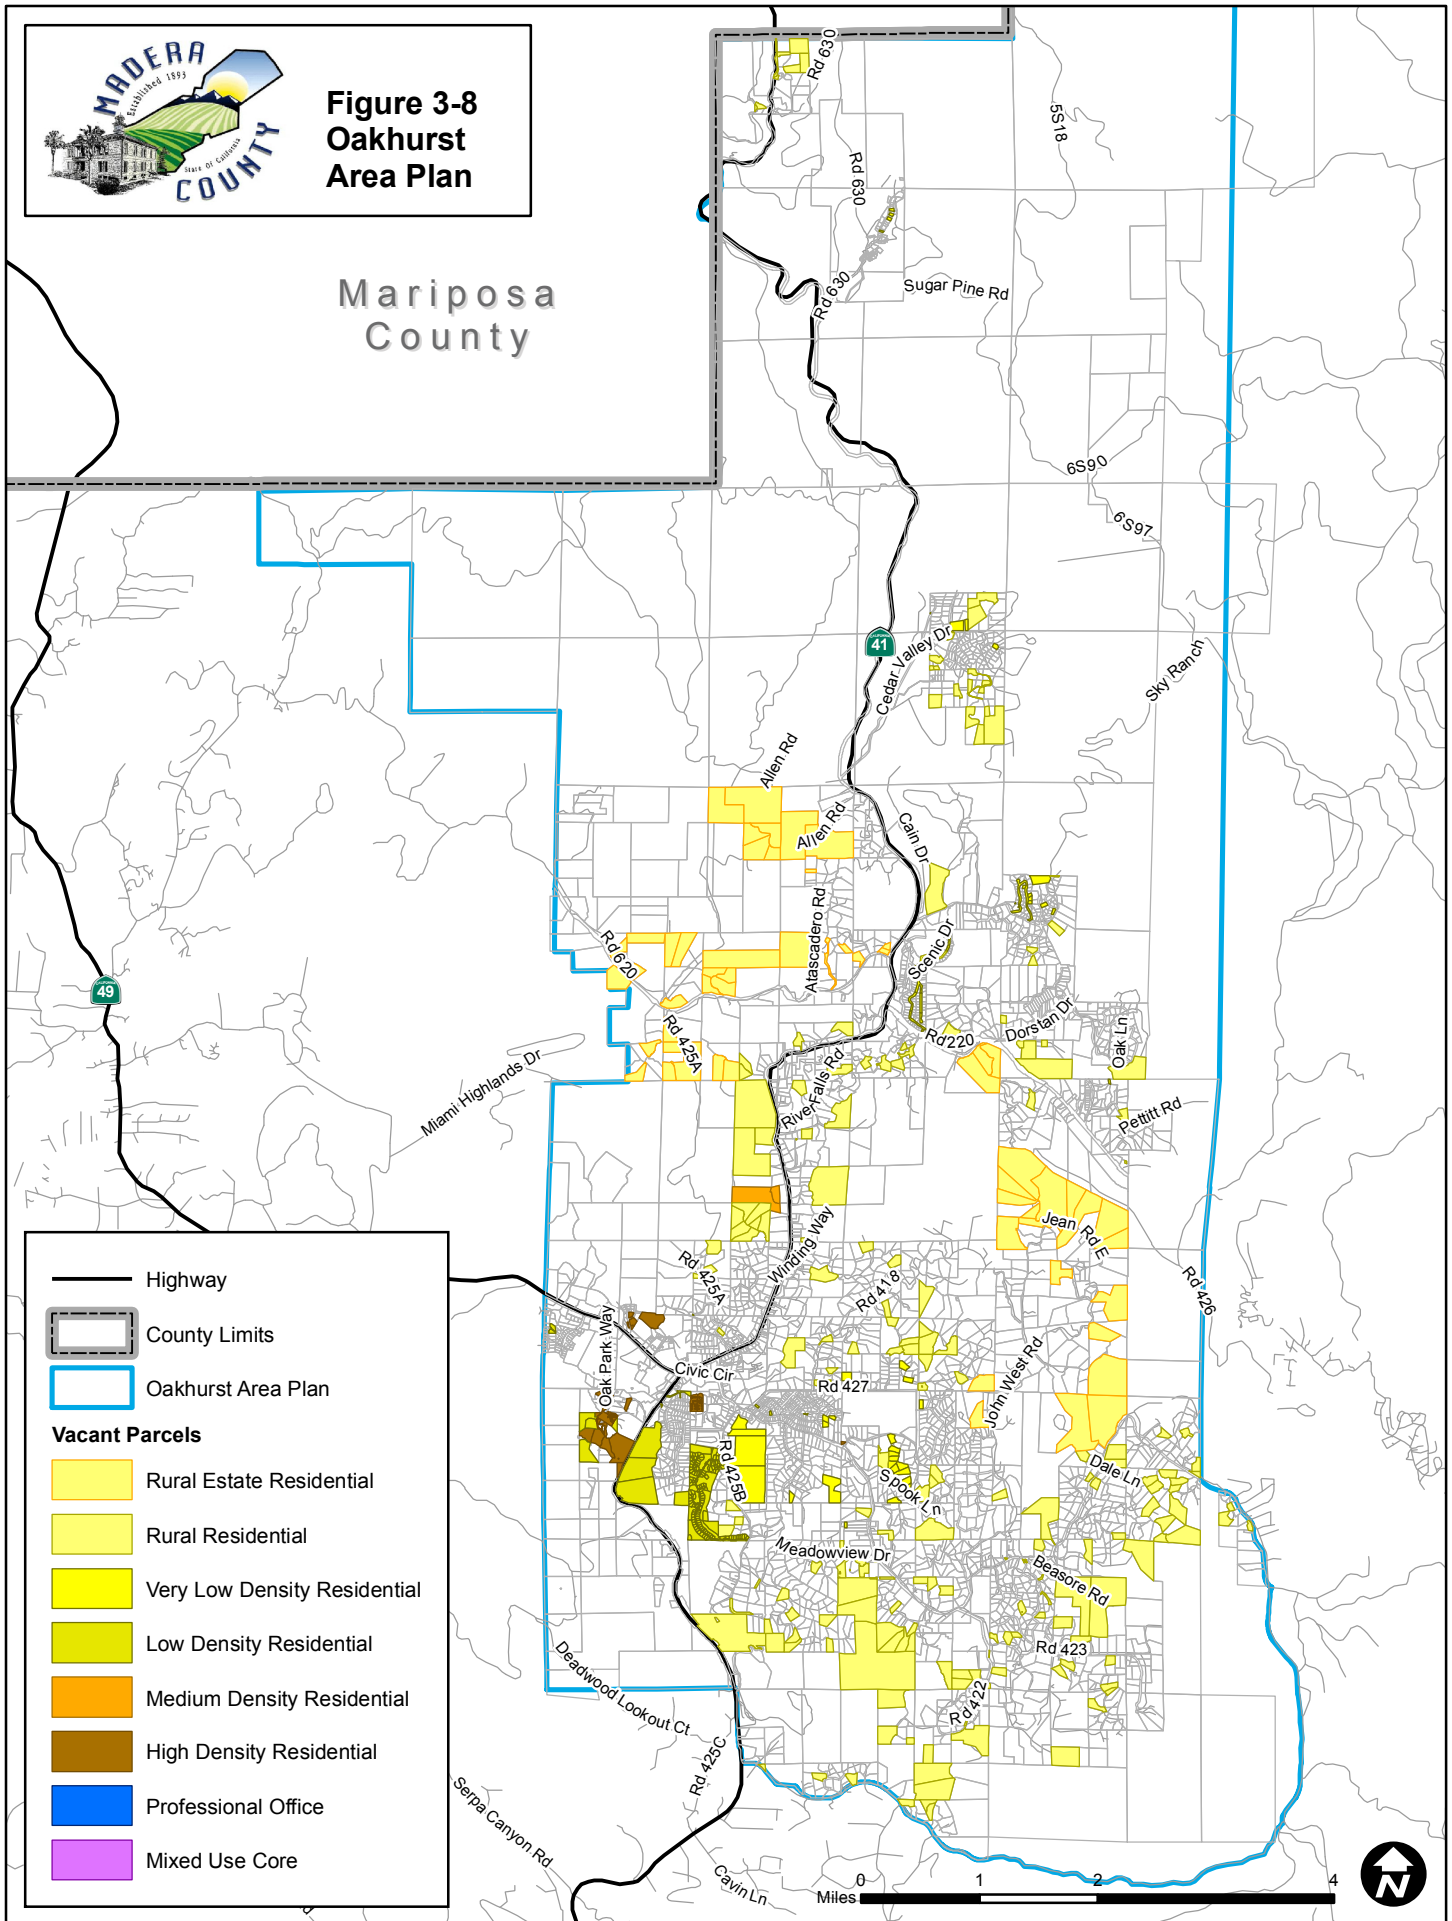 MADERA
Established 1893
State Of California
COUNTY
Figure 3-8
Oakhurst
Area Plan
Mariposa
County
Rd 630
5S18
Rd 630
Sugar Pine Rd
Rd 630
6S90
6S97
CALIFORNIA
41
Cedar Valley Dr
Sky Ranch
Allen Rd
Allen Rd
Cain Dr
Atascadero Rd
Rd 620
Scenic Dr
CALIFORNIA
49
Rd 425A
Rd 220
Dorstan Dr
Oak Ln
Miami Highlands Dr
River Falls Rd
Pettitt Rd
Jean Rd E
Winding Way
Rd 425A
Rd 418
Rd 426
Oak Park Way
John West Rd
Civic Cir
Rd 427
Rd 425B
Spook Ln
Dale Ln
Meadowview Dr
Beasore Rd
Rd 423
Deadwood Lookout Ct
Rd 422
Rd 425C
Serpa Canyon Rd
Cavin Ln
Highway
County Limits
Oakhurst Area Plan
Vacant Parcels
Rural Estate Residential
Rural Residential
Very Low Density Residential
Low Density Residential
Medium Density Residential
High Density Residential
Professional Office
Mixed Use Core
0 1 2 4
Miles
N